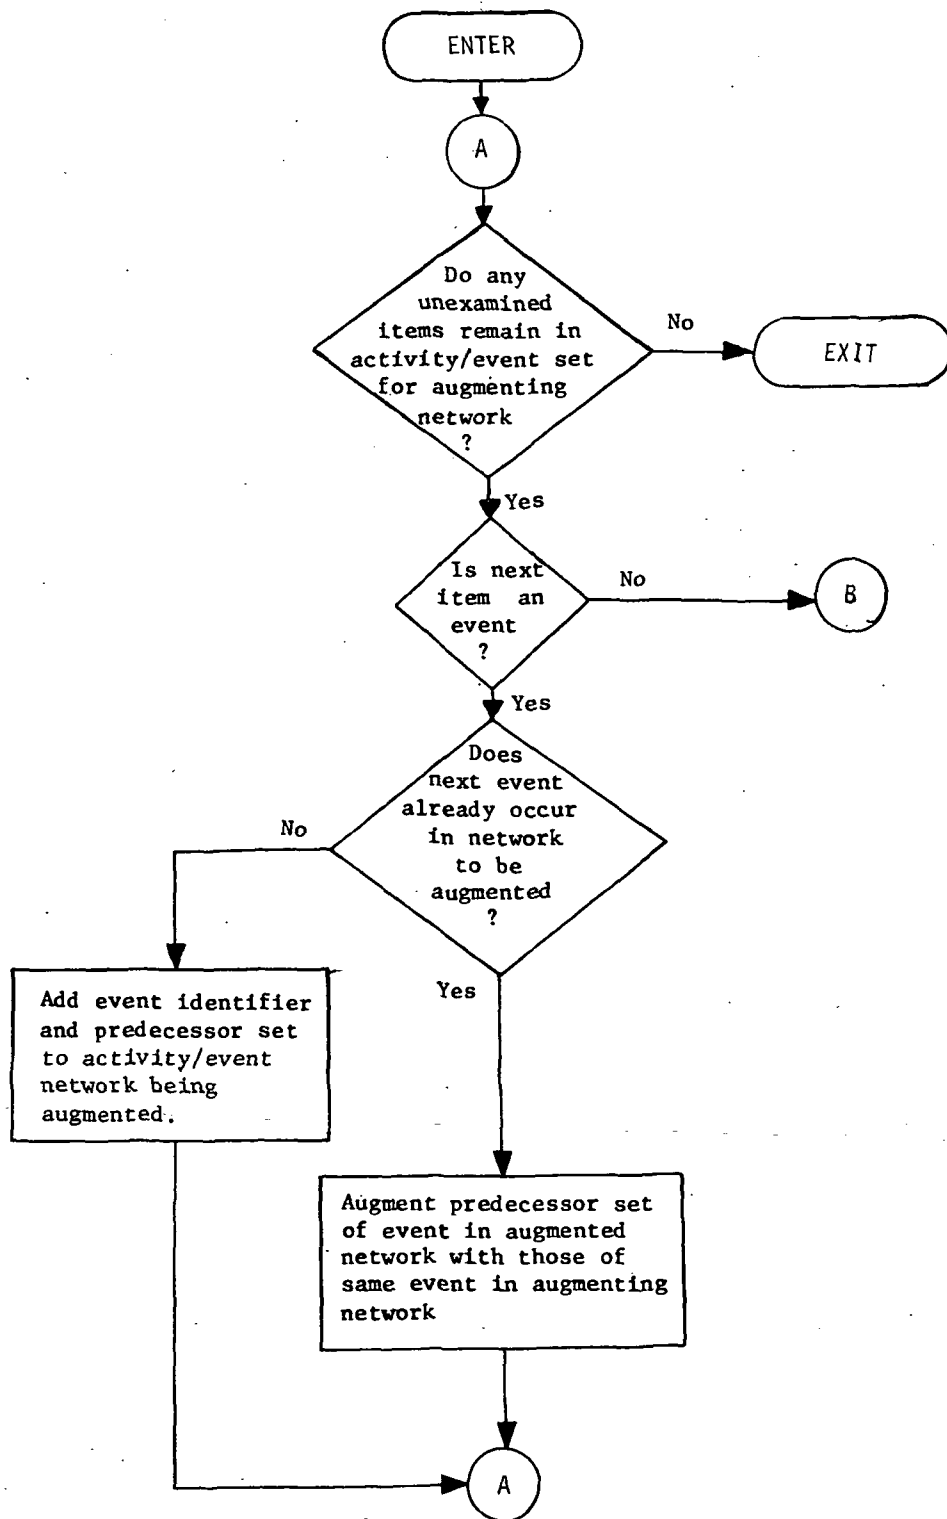 ENTER
A
Do any
unexamined
items remain in
activity/event set
for augmenting
network
?
No
EXIT
Yes
Is next
item an
event
?
No
B
Yes
Does
next event
already occur
in network
to be
augmented
?
No
Yes
Add event identifier
and predecessor set
to activity/event
network being
augmented.
Augment predecessor set
of event in augmented
network with those of
same event in augmenting
network
A